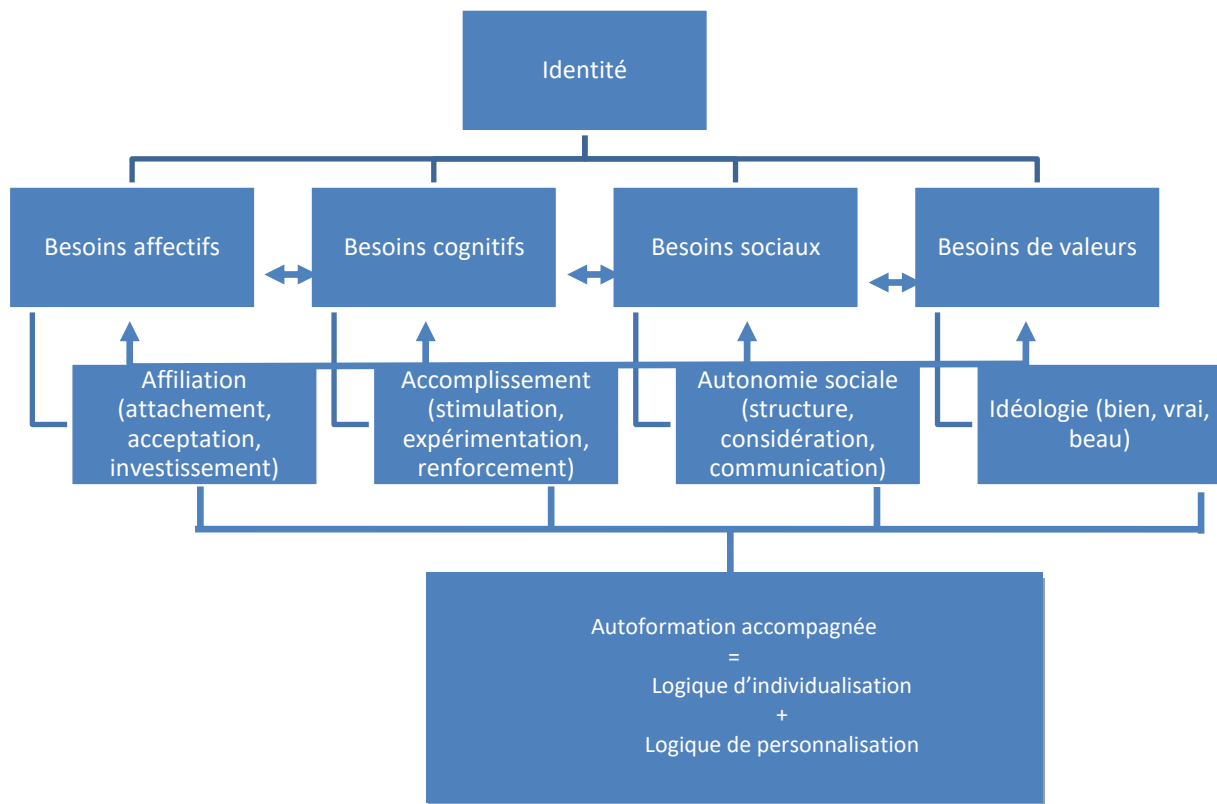 Identité
Besoins affectifs
Besoins cognitifs
Besoins sociaux
Besoins de valeurs
Affiliation
(attachement,
acceptation,
investissement)
Accomplissement
(stimulation,
expérimentation,
renforcement)
Autonomie sociale
(structure,
considération,
communication)
Idéologie (bien, vrai,
beau)
Autoformation accompagnée
=
Logique d’individualisation
+
Logique de personnalisation